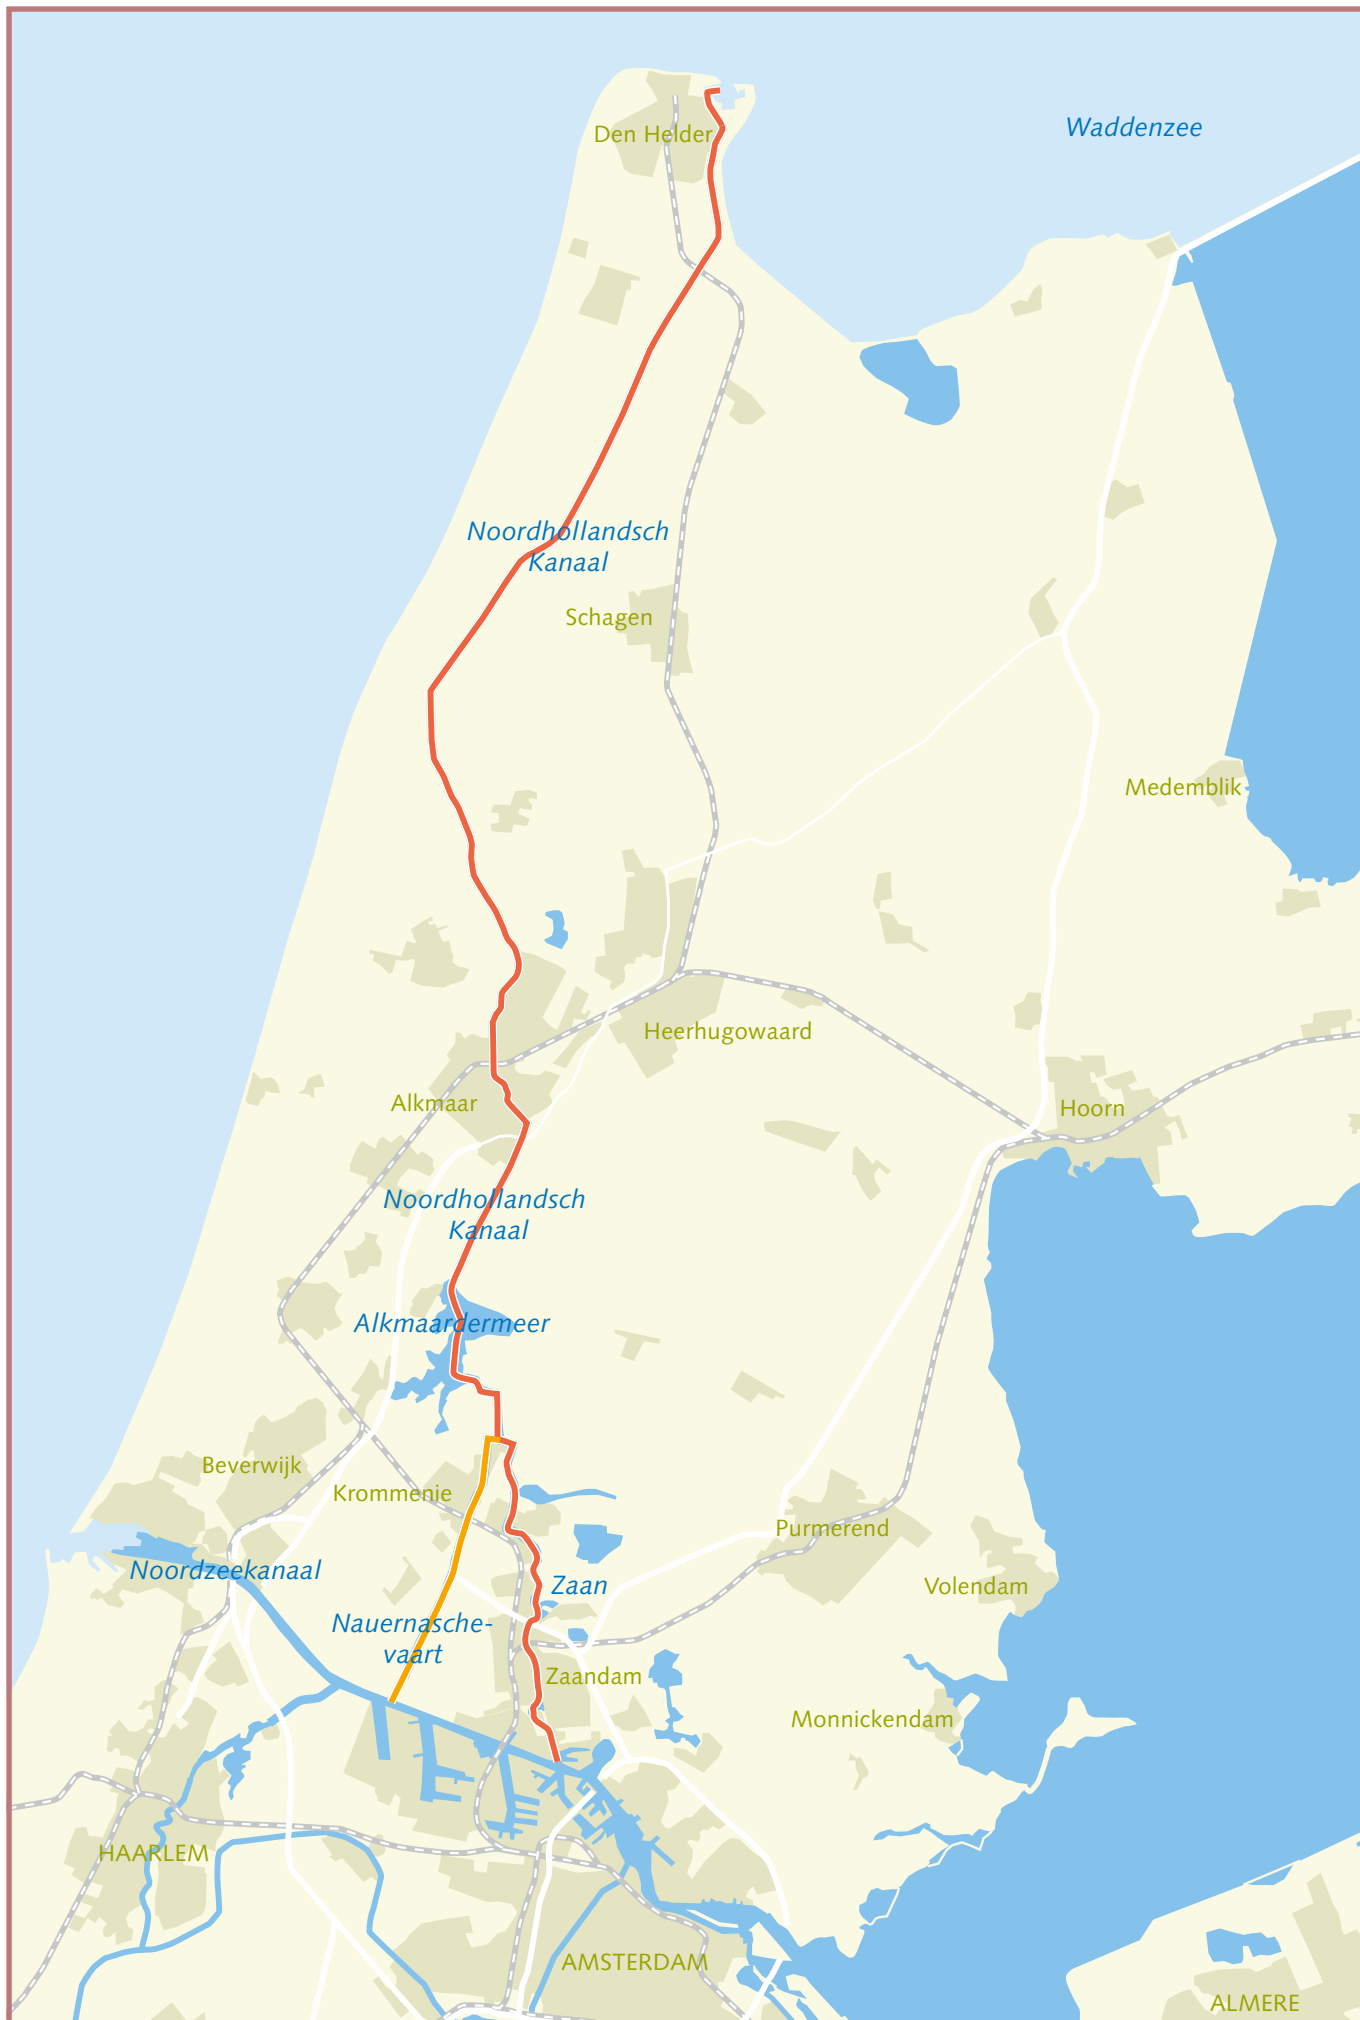 Waddenzee
Den Helder
Noordhollandsch
Kanaal
Schagen
Medemblik
Heerhugowaard
Alkmaar
Hoorn
Noordhollandsch
Kanaal
Alkmaardermeer
Beverwijk
Krommenie
Purmerend
Noordzeekanaal
Zaan
Volendam
Nauernasche-
vaart
Zaandam
Monnickendam
HAARLEM
AMSTERDAM
ALMERE